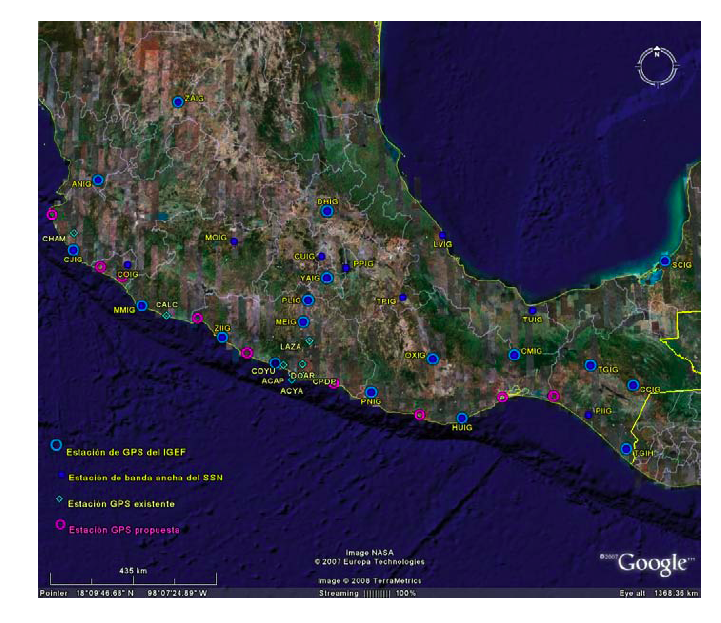 N
ZAIG
ANIG
DHIG
CHAM
MOIG
LVIG
CJIG
CUIG
PPIG
SCIG
COIG
YAIG
PLIG
TPIG
MMIG
CALC
TUIG
MEIG
ZIIG
LAZA
OXIG
CMIG
COYU
DOAR
TGIG
ACAP
CPDP
CCIG
ACYA
PNIG
PIIG
HUIG
TGIH
Estación de GPS del IGEF
Estación de banda ancha del SSN
Estación GPS existente
Estación GPS propuesta
Image NASA
© 2007 Europa Technologies
©2007 Google™
435 km
Image © 2008 TerraMetrics
Pointer 18°09'46.68" N 98°07'24.89" W Streaming |||||||||| 100% Eye alt 1368.36 km